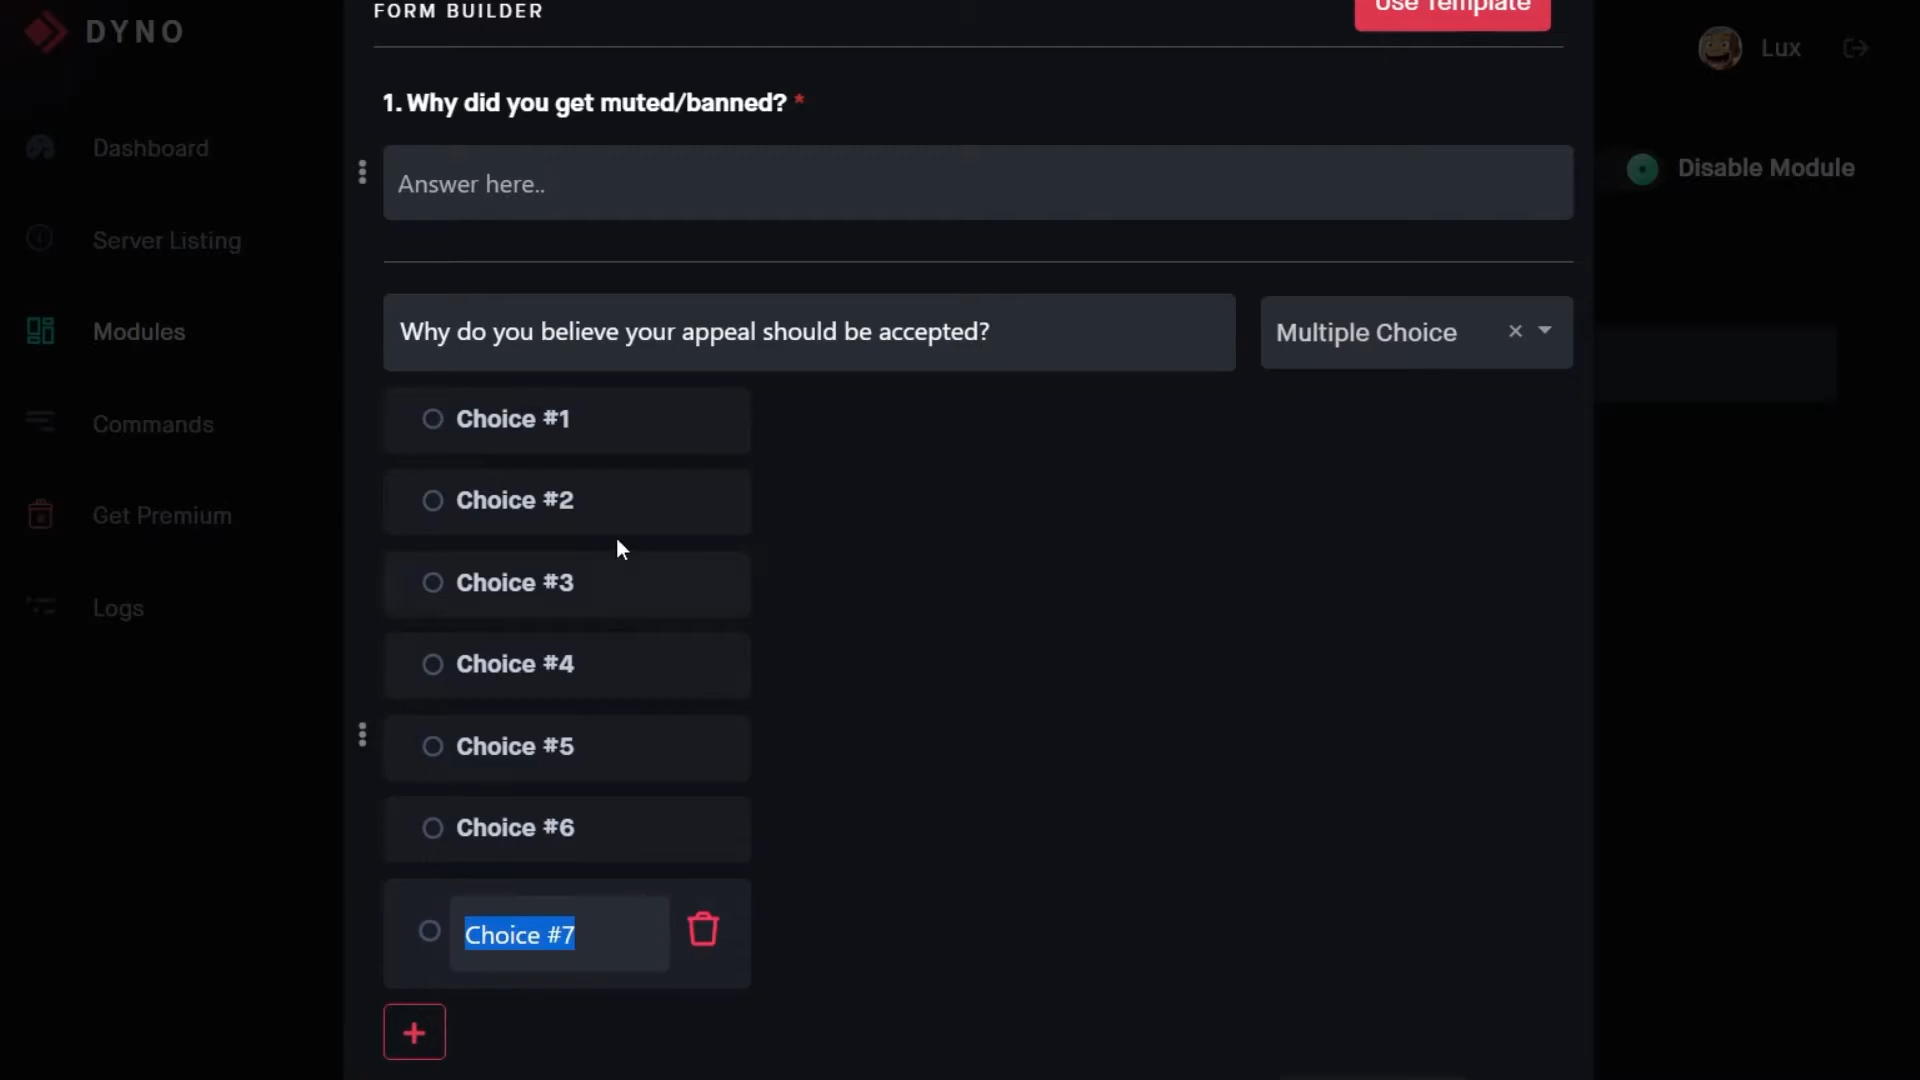 DYNO
Dashboard
Server Listing
Modules
Commands
Get Premium
Logs
FORM BUILDER
Use Template
1. Why did you get muted/banned? *
Answer here..
Why do you believe your appeal should be accepted?
Multiple Choice
Choice #1
Choice #2
Choice #3
Choice #4
Choice #5
Choice #6
Choice #7
Lux
Disable Module